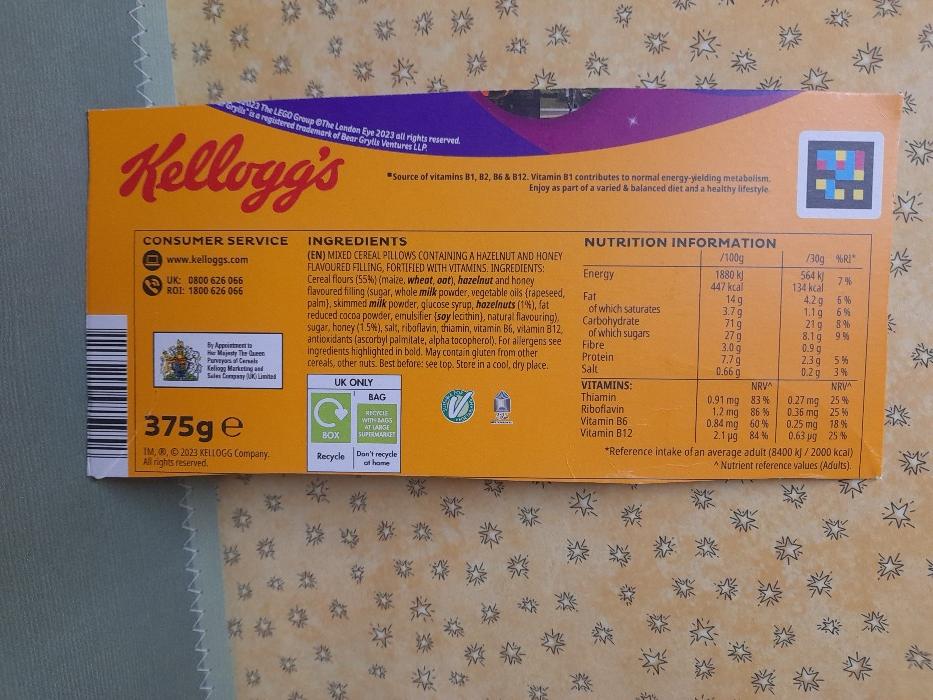 2023 The LEGO Group ©The London Eye 2023 all rights reserved.
Grylls" is a registered trademark of Bear Grylls Ventures LLP.
Kellogg's
*Source of vitamins B1, B2, B6 & B12. Vitamin B1 contributes to normal energy-yielding metabolism.
Enjoy as part of a varied & balanced diet and a healthy lifestyle.
CONSUMER SERVICE
www.kelloggs.com
UK: 0800 626 066
ROI: 1800 626 066
By Appointment to
Her Majesty The Queen
Purveyors of Cereals
Kellogg Marketing and
Sales Company (UK) Limited
375g e
TM, ®, © 2023 KELLOGG Company.
All rights reserved.
INGREDIENTS
(EN) MIXED CEREAL PILLOWS CONTAINING A HAZELNUT AND HONEY
FLAVOURED FILLING, FORTIFIED WITH VITAMINS. INGREDIENTS:
Cereal flours (55%) (maize, wheat, oat), hazelnut and honey
flavoured filling (sugar, whole milk powder, vegetable oils {rapeseed,
palm}, skimmed milk powder, glucose syrup, hazelnuts (1%), fat
reduced cocoa powder, emulsifier {soy lecithin}, natural flavouring),
sugar, honey (1.5%), salt, riboflavin, thiamin, vitamin B6, vitamin B12,
antioxidants (ascorbyl palmitate, alpha tocopherol). For allergens see
ingredients highlighted in bold. May contain gluten from other
cereals, other nuts. Best before: see top. Store in a cool, dry place.
UK ONLY
BOX
Recycle
BAG
RECYCLE
WITH BAGS
AT LARGE
SUPERMARKET
Don't recycle
at home
NUTRITION INFORMATION
/100g /30g %RI*
Energy 1880 kJ 564 kJ 7 %
447 kcal 134 kcal
Fat 14 g 4.2 g 6 %
of which saturates 3.7 g 1.1 g 6 %
Carbohydrate 71 g 21 g 8 %
of which sugars 27 g 8.1 g 9 %
Fibre 3.0 g 0.9 g
Protein 7.7 g 2.3 g 5 %
Salt 0.66 g 0.2 g 3 %
VITAMINS: NRV^ NRV^
Thiamin 0.91 mg 83 % 0.27 mg 25 %
Riboflavin 1.2 mg 86 % 0.36 mg 25 %
Vitamin B6 0.84 mg 60 % 0.25 mg 18 %
Vitamin B12 2.1 µg 84 % 0.63 µg 25 %
*Reference intake of an average adult (8400 kJ / 2000 kcal)
^ Nutrient reference values (Adults).